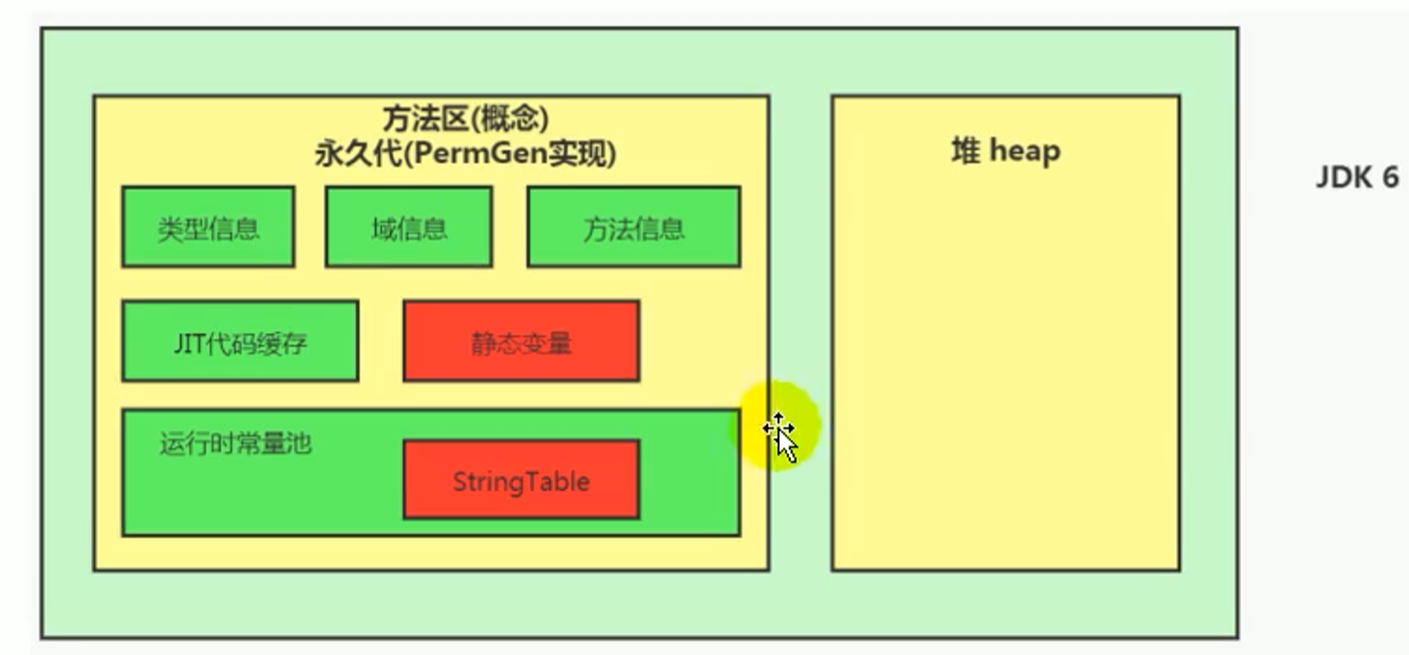 方法区(概念)
永久代(PermGen实现)
堆 heap
JDK 6
类型信息
域信息
方法信息
JIT代码缓存
静态变量
运行时常量池
StringTable